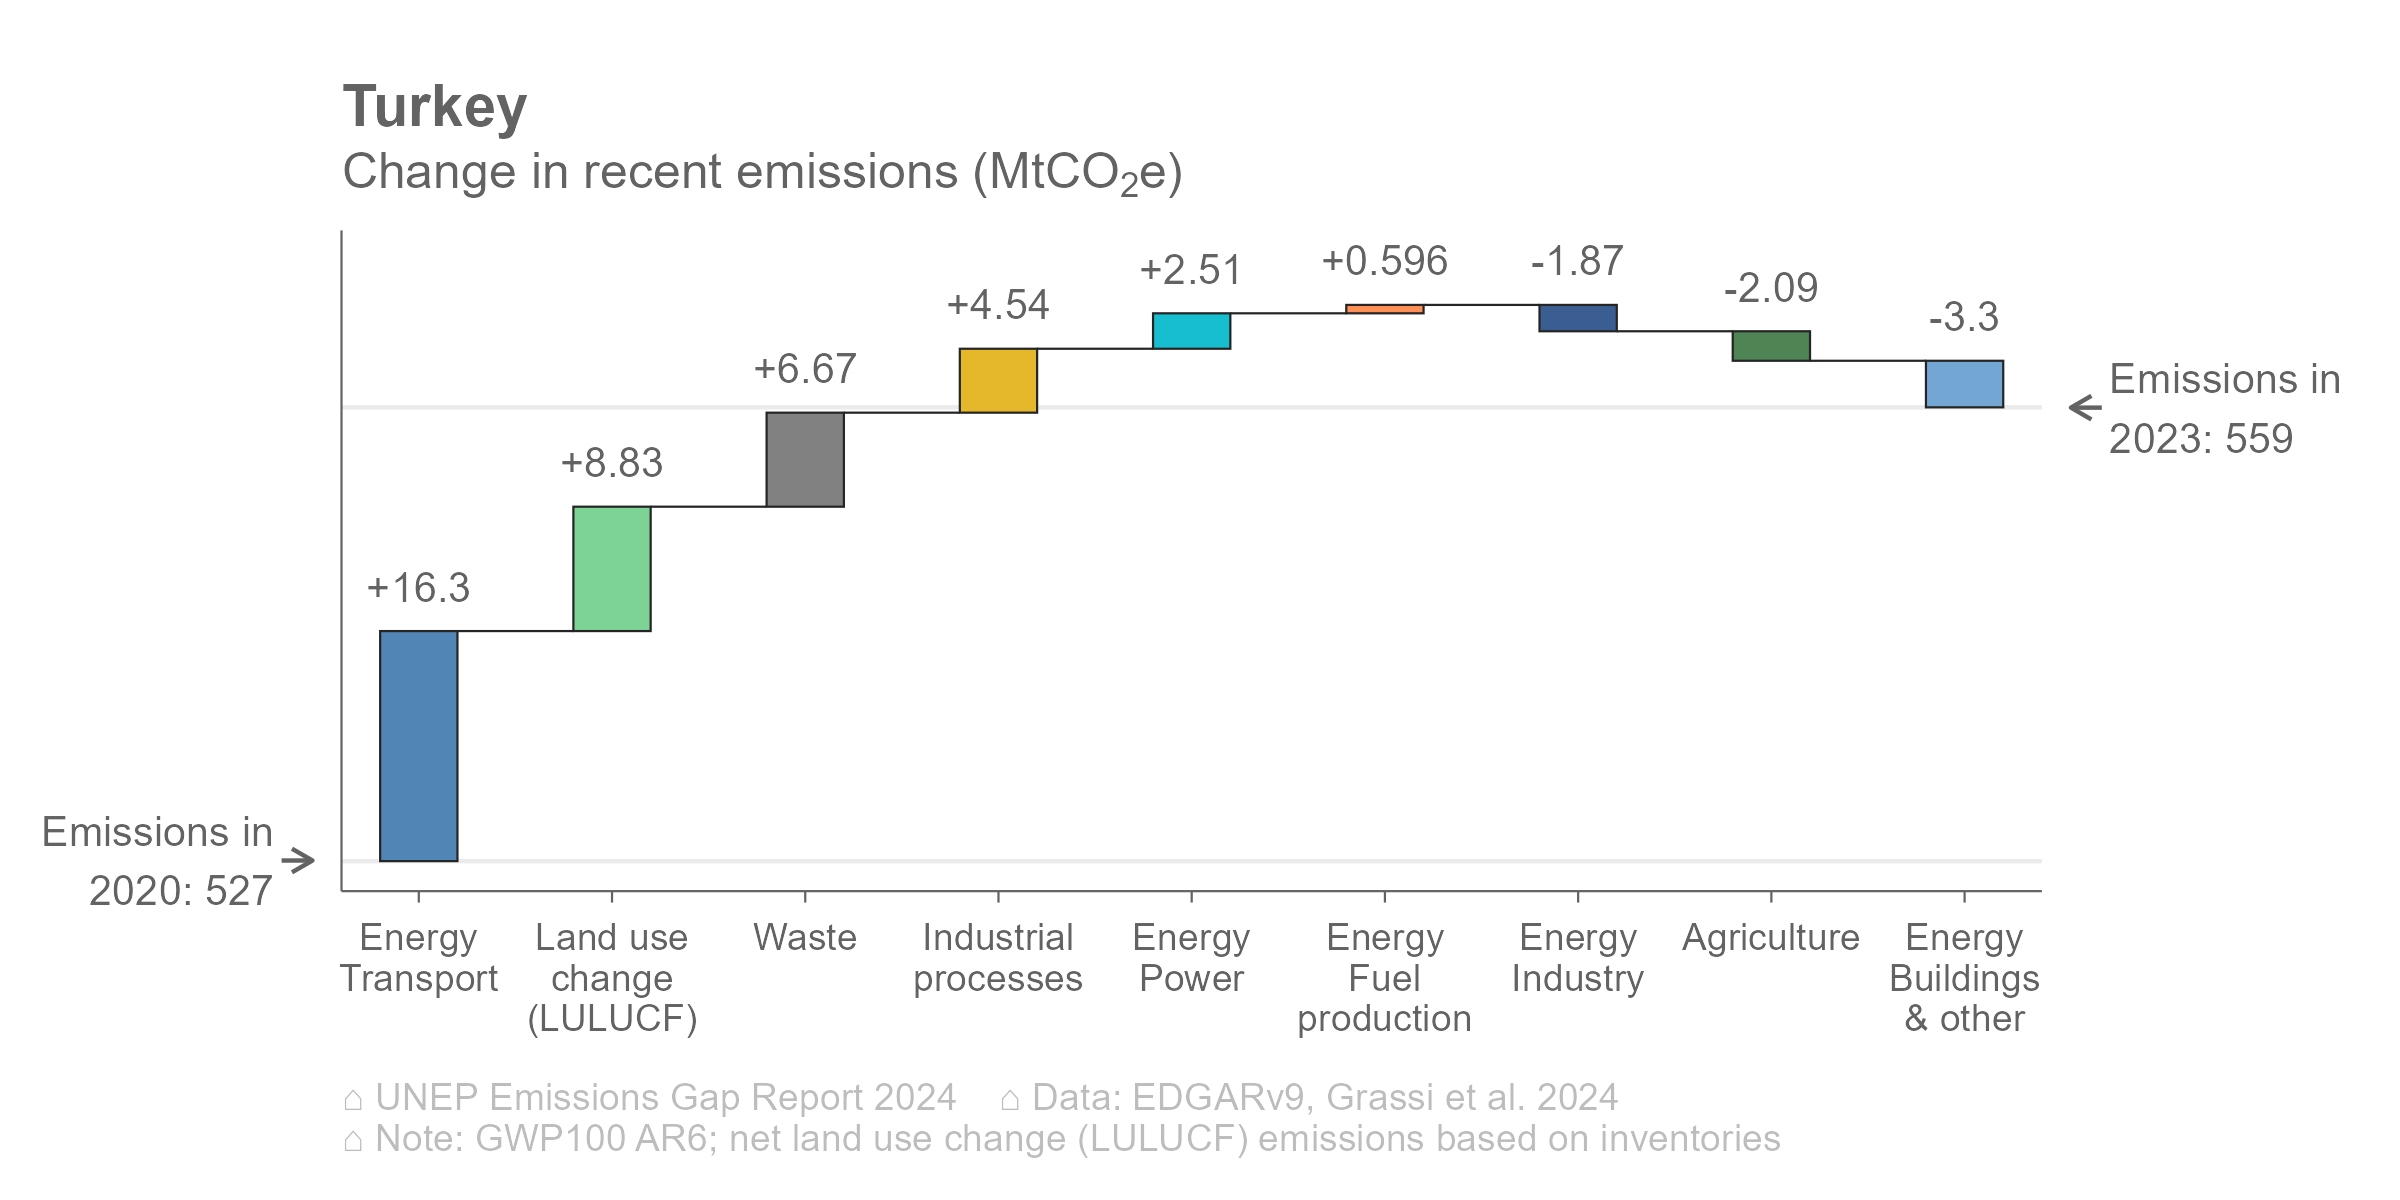 Turkey
Change in recent emissions (MtCO₂e)
+16.3
+8.83
+6.67
+4.54
+2.51
+0.596
-1.87
-2.09
-3.3
Emissions in
2023: 559
Emissions in
2020: 527
Energy
Transport
Land use
change
(LULUCF)
Waste
Industrial
processes
Energy
Power
Energy
Fuel
production
Energy
Industry
Agriculture
Energy
Buildings
& other
⌂ UNEP Emissions Gap Report 2024 ⌂ Data: EDGARv9, Grassi et al. 2024
⌂ Note: GWP100 AR6; net land use change (LULUCF) emissions based on inventories